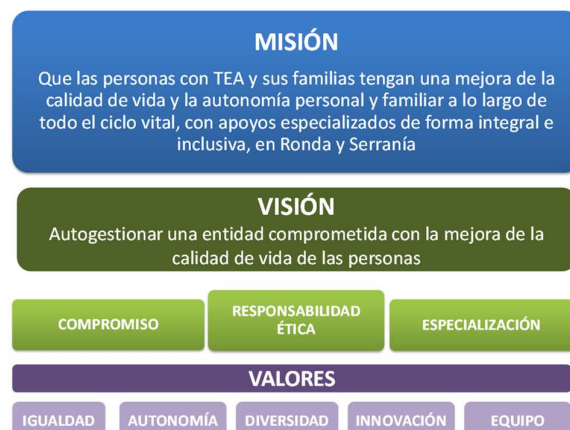 MISIÓN
Que las personas con TEA y sus familias tengan una mejora de la
calidad de vida y la autonomía personal y familiar a lo largo de
todo el ciclo vital, con apoyos especializados de forma integral e
inclusiva, en Ronda y Serranía
VISIÓN
Autogestionar una entidad comprometida con la mejora de la
calidad de vida de las personas
COMPROMISO
RESPONSABILIDAD
ÉTICA
ESPECIALIZACIÓN
VALORES
IGUALDAD
AUTONOMÍA
DIVERSIDAD
INNOVACIÓN
EQUIPO